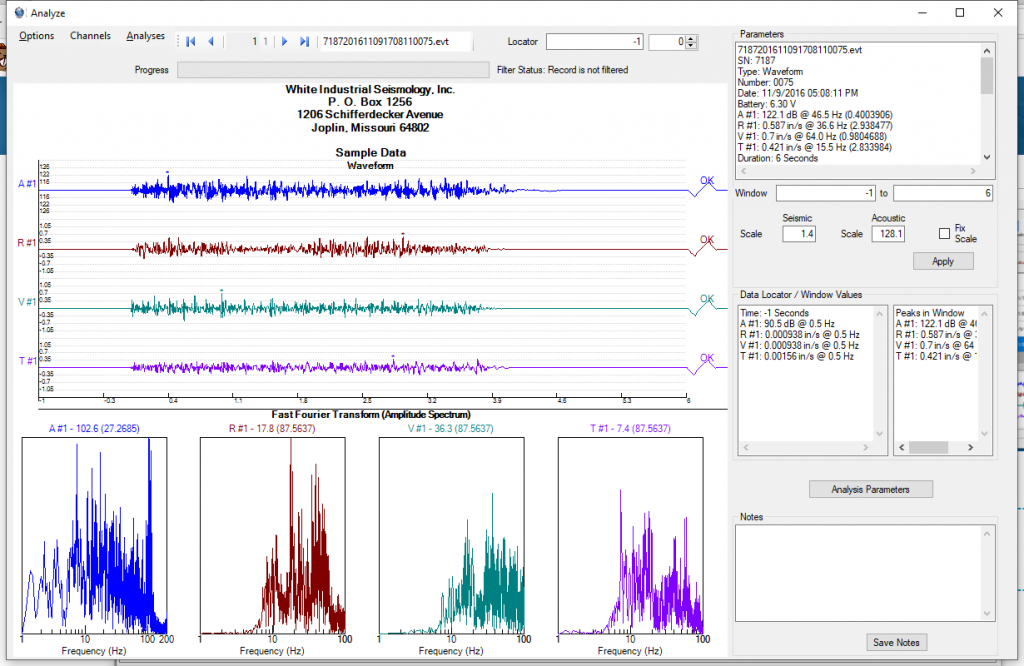 Analyze
Options Channels Analyses 1 1 7187201611091708110075.evt Locator -1 0
Progress Filter Status: Record is not filtered
White Industrial Seismology, Inc.
P. O. Box 1256
1206 Schifferdecker Avenue
Joplin, Missouri 64802
Sample Data
Waveform
A #1
126
122
116
116
122
126
OK
R #1
1.05
0.7
0.35
-0.35
-0.7
-1.05
OK
V #1
1.05
0.7
0.35
-0.35
-0.7
-1.05
OK
T #1
1.05
0.7
0.35
-0.35
-0.7
-1.05
OK
-1 -0.3 0.4 1.1 1.8 2.5 3.2 3.9 4.6 5.3 6
Fast Fourier Transform (Amplitude Spectrum)
A #1 - 102.6 (27.2685) R #1 - 17.8 (87.5637) V #1 - 36.3 (87.5637) T #1 - 7.4 (87.5637)
1 10 100 200 1 10 100 1 10 100 1 10 100
Frequency (Hz) Frequency (Hz) Frequency (Hz) Frequency (Hz)
Parameters
7187201611091708110075.evt
SN: 7187
Type: Waveform
Number: 0075
Date: 11/9/2016 05:08:11 PM
Battery: 6.30 V
A #1: 122.1 dB @ 46.5 Hz (0.4003906)
R #1: 0.587 in/s @ 36.6 Hz (2.938477)
V #1: 0.7 in/s @ 64.0 Hz (0.9804688)
T #1: 0.421 in/s @ 15.5 Hz (2.833984)
Duration: 6 Seconds
Window -1 to 6
Seismic Acoustic
Scale 1.4 Scale 128.1 Fix Scale
Apply
Data Locator / Window Values
Time: -1 Seconds
A #1: 90.5 dB @ 0.5 Hz
R #1: 0.000938 in/s @ 0.5 Hz
V #1: 0.000938 in/s @ 0.5 Hz
T #1: 0.00156 in/s @ 0.5 Hz
Peaks in Window
A #1: 122.1 dB @
R #1: 0.587 in/s @
V #1: 0.7 in/s @ 64
T #1: 0.421 in/s @
Analysis Parameters
Notes
Save Notes